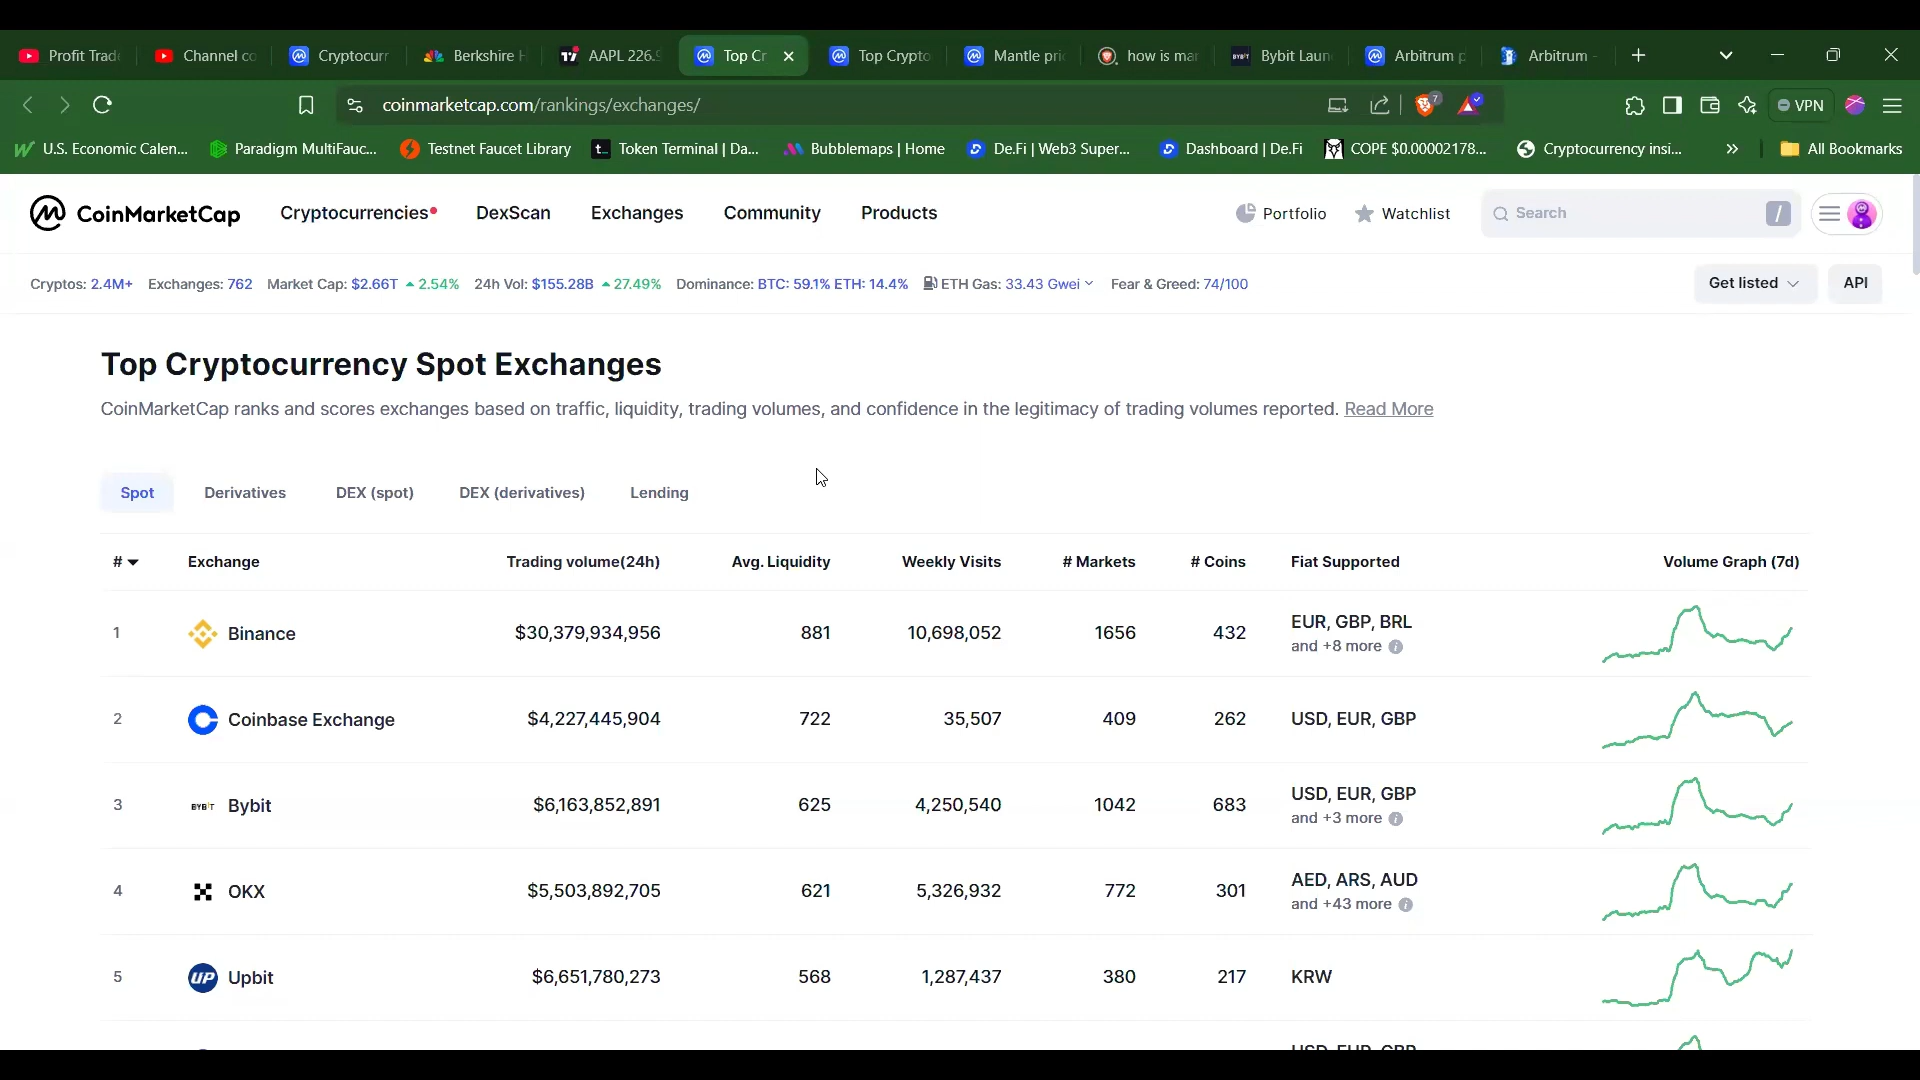 Profit Trad
Channel co
Cryptocurr
Berkshire H
AAPL 226.9
Top Cr
Top Crypto
Mantle pri
how is man
Bybit Laun
Arbitrum p
Arbitrum -
coinmarketcap.com/rankings/exchanges/
7
VPN
U.S. Economic Calen...
Paradigm MultiFauc...
Testnet Faucet Library
Token Terminal | Da...
Bubblemaps | Home
De.Fi | Web3 Super...
Dashboard | De.Fi
COPE $0.00002178...
Cryptocurrency insi...
All Bookmarks
CoinMarketCap
Cryptocurrencies
DexScan
Exchanges
Community
Products
Portfolio
Watchlist
Search
/
Cryptos: 2.4M+ Exchanges: 762 Market Cap: $2.66T 2.54% 24h Vol: $155.28B 27.49% Dominance: BTC: 59.1% ETH: 14.4% ETH Gas: 33.43 Gwei Fear & Greed: 74/100
Get listed
API
Top Cryptocurrency Spot Exchanges
CoinMarketCap ranks and scores exchanges based on traffic, liquidity, trading volumes, and confidence in the legitimacy of trading volumes reported. Read More
Spot Derivatives DEX (spot) DEX (derivatives) Lending
# Exchange Trading volume(24h) Avg. Liquidity Weekly Visits # Markets # Coins Fiat Supported Volume Graph (7d)
1 Binance $30,379,934,956 881 10,698,052 1656 432 EUR, GBP, BRL
and +8 more
2 Coinbase Exchange $4,227,445,904 722 35,507 409 262 USD, EUR, GBP
3 BYBIT Bybit $6,163,852,891 625 4,250,540 1042 683 USD, EUR, GBP
and +3 more
4 OKX $5,503,892,705 621 5,326,932 772 301 AED, ARS, AUD
and +43 more
5 UP Upbit $6,651,780,273 568 1,287,437 380 217 KRW
USD, EUR, GBP